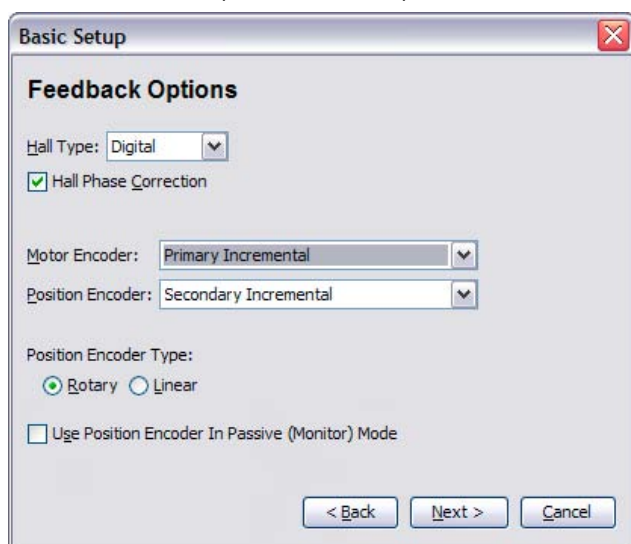 Basic Setup
Feedback Options
Hall Type: Digital
Hall Phase Correction
Motor Encoder: Primary Incremental
Position Encoder: Secondary Incremental
Position Encoder Type:
Rotary Linear
Use Position Encoder In Passive (Monitor) Mode
< Back Next > Cancel